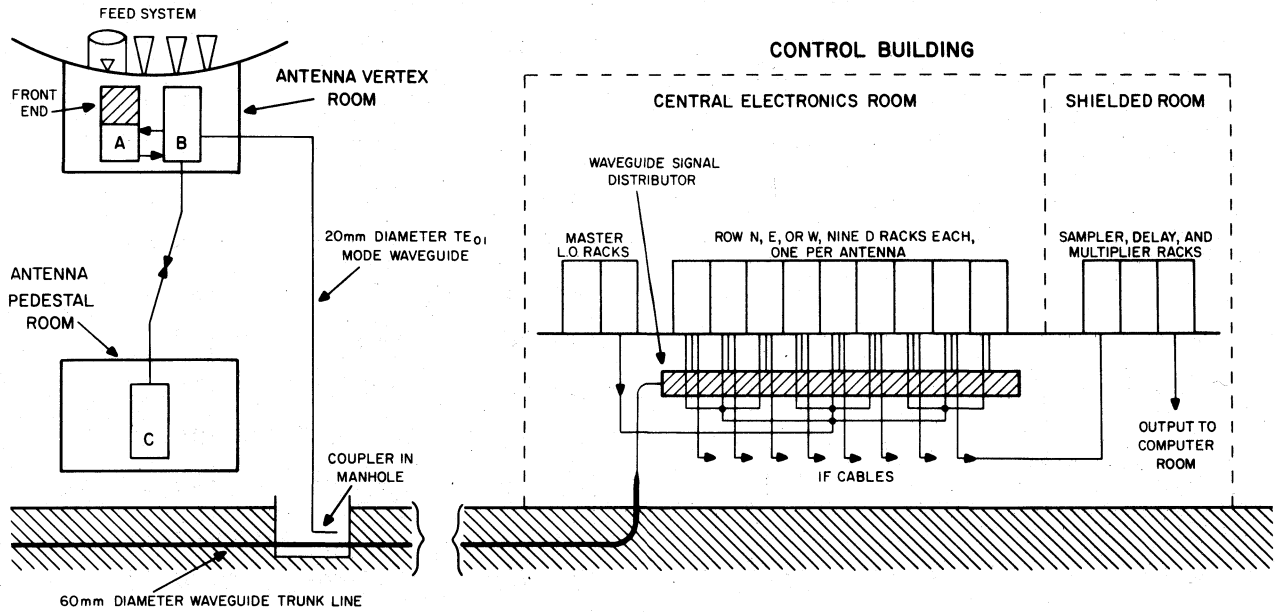 FEED SYSTEM
ANTENNA VERTEX
ROOM
FRONT
END
A
B
20mm DIAMETER TE01
MODE WAVEGUIDE
ANTENNA
PEDESTAL
ROOM
C
COUPLER IN
MANHOLE
60mm DIAMETER WAVEGUIDE TRUNK LINE
CONTROL BUILDING
CENTRAL ELECTRONICS ROOM
SHIELDED ROOM
WAVEGUIDE SIGNAL
DISTRIBUTOR
MASTER
L.O RACKS
ROW N, E, OR W, NINE D RACKS EACH,
ONE PER ANTENNA
SAMPLER, DELAY, AND
MULTIPLIER RACKS
IF CABLES
OUTPUT TO
COMPUTER
ROOM